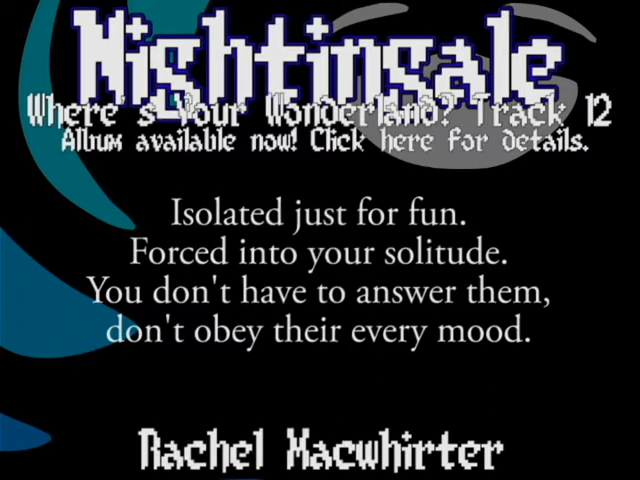 Nightingale
Where's Your Wonderland? Track 12
Album available now! Click here for details.
Isolated just for fun.
Forced into your solitude.
You don't have to answer them,
don't obey their every mood.
Rachel Macwhirter